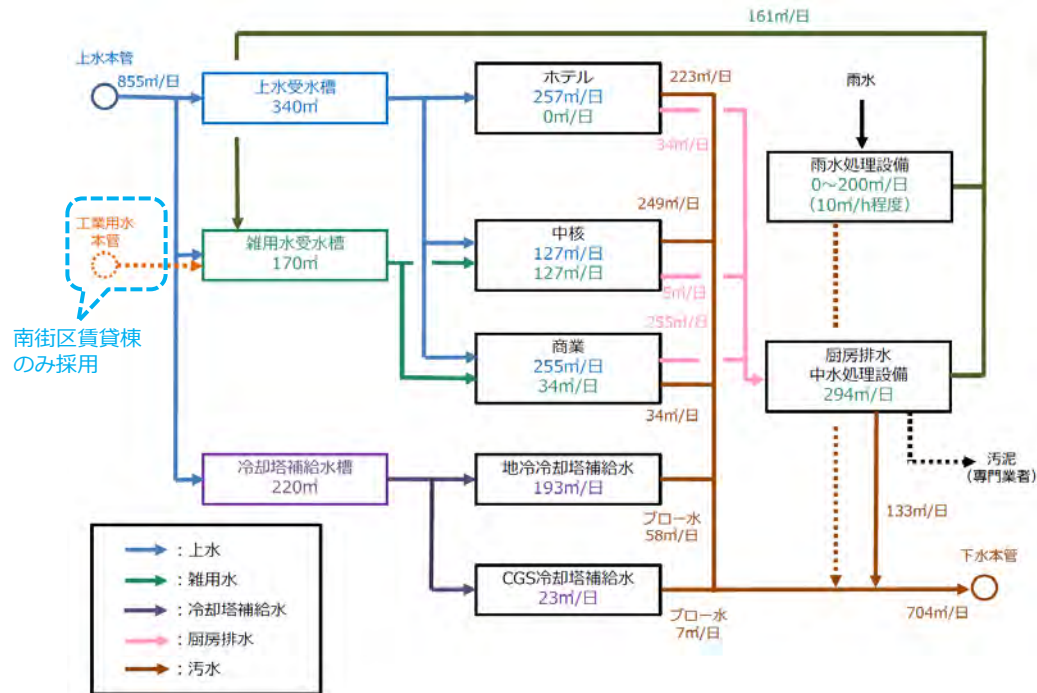 161㎥/日
上水本管
855㎥/日
上水受水槽
340㎥
ホテル
257㎥/日
0㎥/日
223㎥/日
34㎥/日
雨水
雨水処理設備
0～200㎥/日
（10㎥/h程度）
工業用水
本管
雑用水受水槽
170㎥
中核
127㎥/日
127㎥/日
249㎥/日
5㎥/日
255㎥/日
南街区賃貸棟
のみ採用
商業
255㎥/日
34㎥/日
34㎥/日
厨房排水
中水処理設備
294㎥/日
汚泥
(専門業者)
冷却塔補給水槽
220㎥
地冷冷却塔補給水
193㎥/日
ブロー水
58㎥/日
133㎥/日
下水本管
CGS冷却塔補給水
23㎥/日
ブロー水
7㎥/日
704㎥/日
：上水
：雑用水
：冷却塔補給水
：厨房排水
：汚水